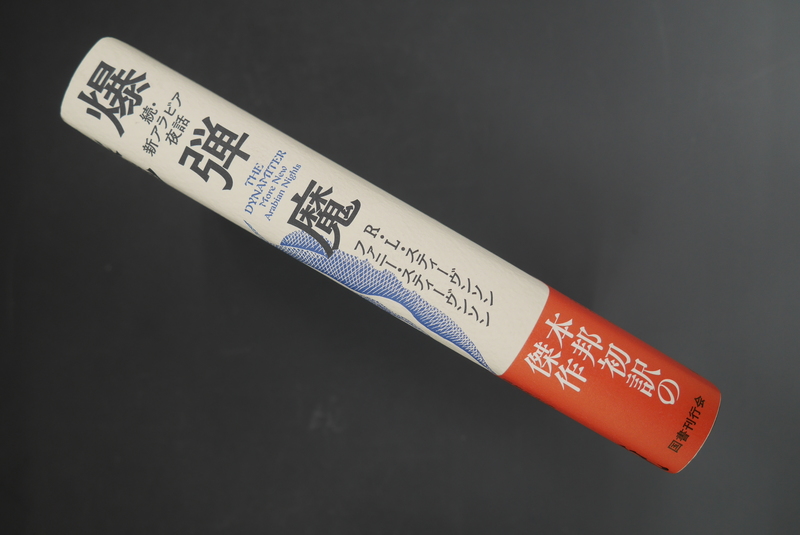 爆弾魔
続・
新アラビア
夜話
THE
DYNAMITER
More New
Arabian Nights
R・L・スティーヴンソン
ファニー・スティーヴンソン
本邦初訳の
傑作
国書刊行会